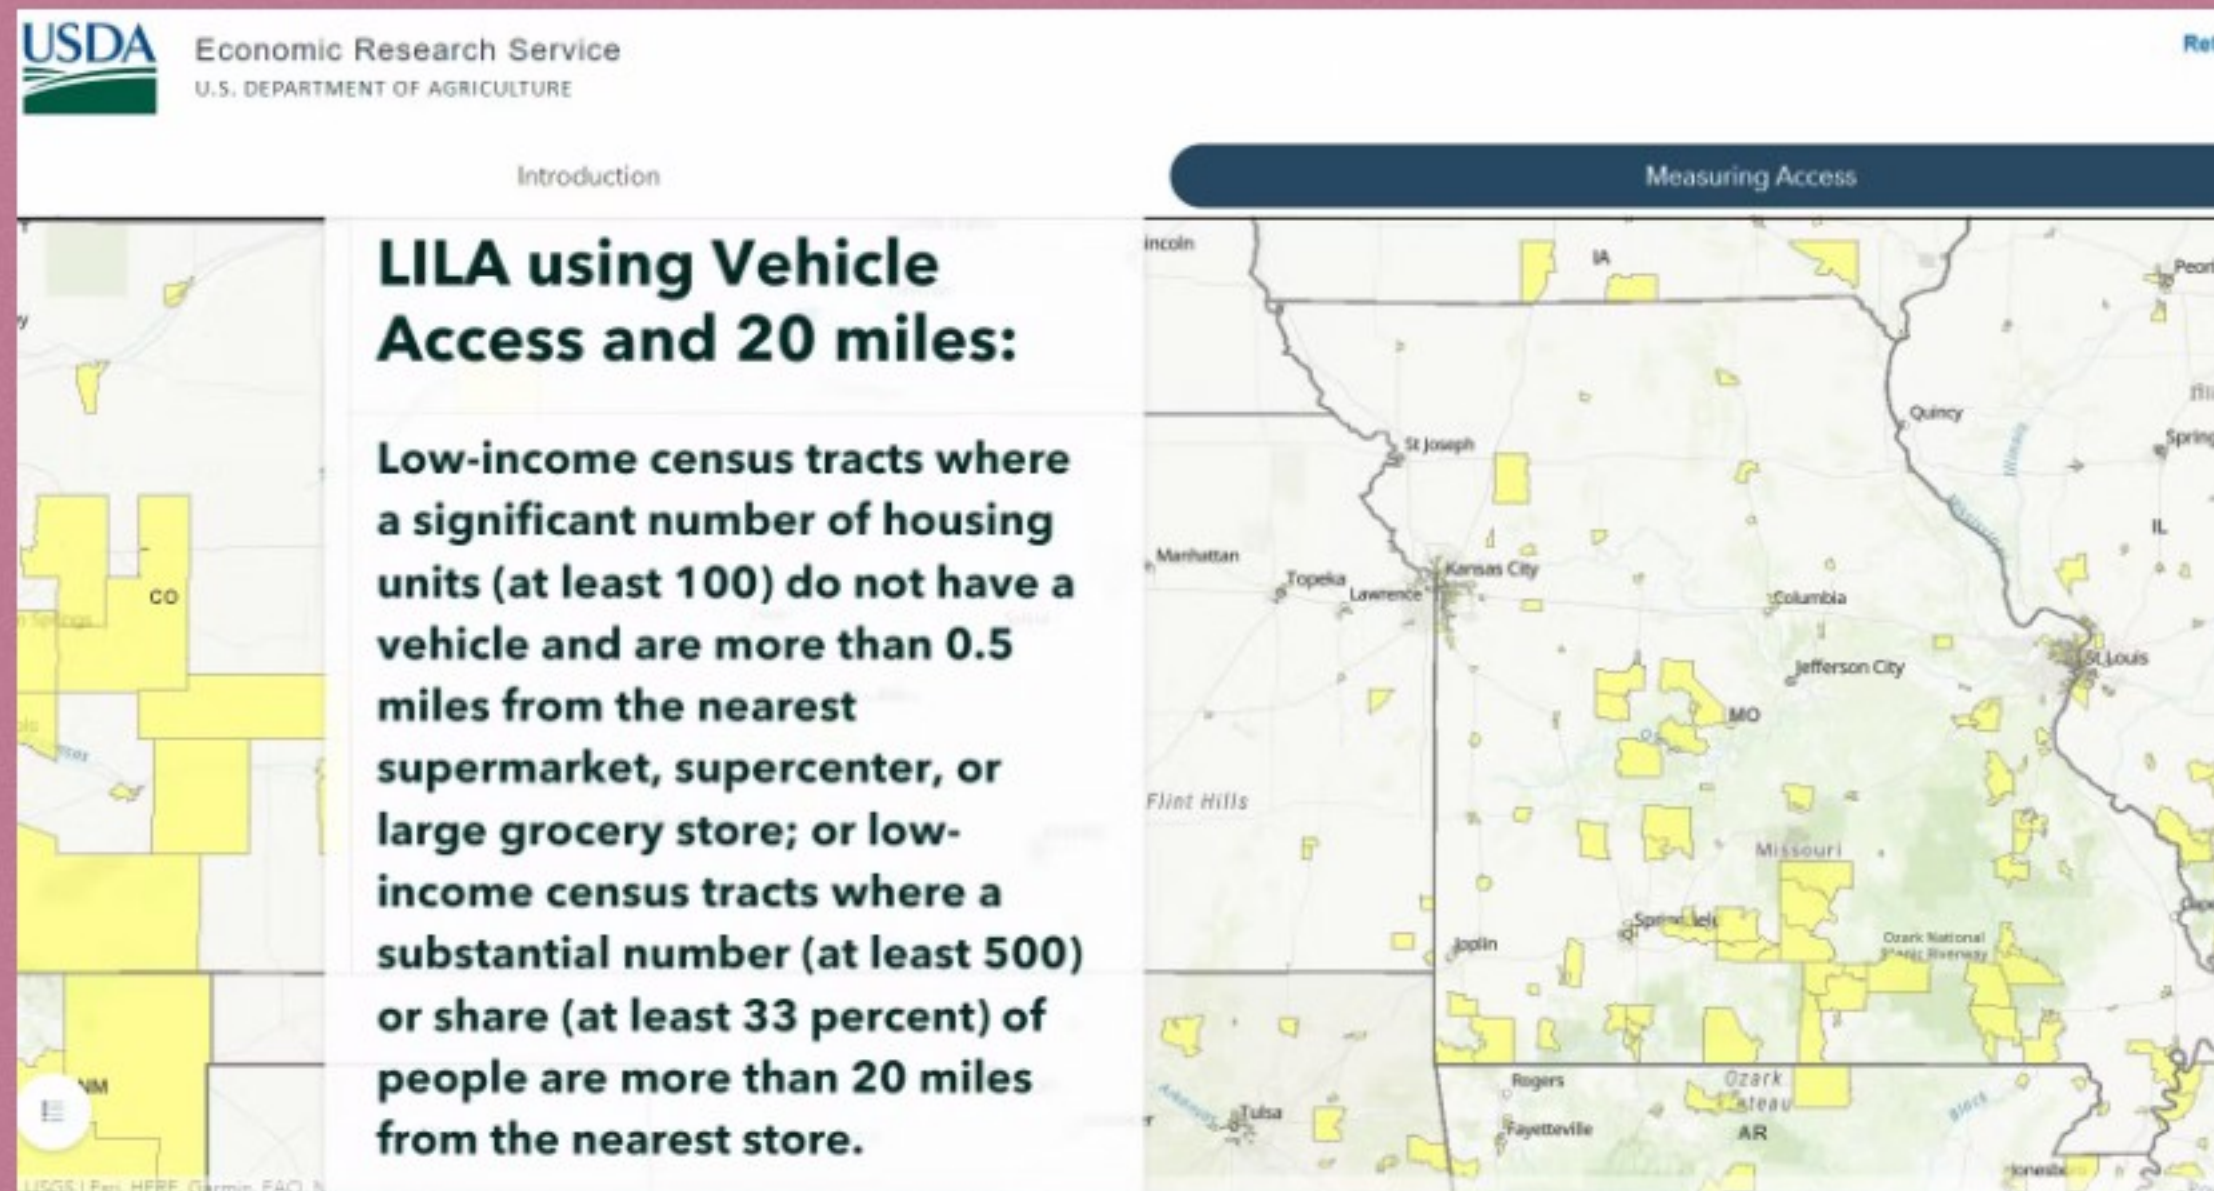 USDA
Economic Research Service
U.S. DEPARTMENT OF AGRICULTURE
Introduction
Measuring Access
LILA using Vehicle
Access and 20 miles:
Low-income census tracts where
a significant number of housing
units (at least 100) do not have a
vehicle and are more than 0.5
miles from the nearest
supermarket, supercenter, or
large grocery store; or low-
income census tracts where a
substantial number (at least 500)
or share (at least 33 percent) of
people are more than 20 miles
from the nearest store.
CO
NM
IA
Quincy
St Joseph
IL
Manhattan
Topeka
Lawrence
Kansas City
Columbia
St Louis
Jefferson City
MO
Flint Hills
Missouri
Joplin
Ozark National
Scenic Riverway
Rogers
Ozark
Tulsa
Fayetteville
AR
Arkansas
Black
Illinois